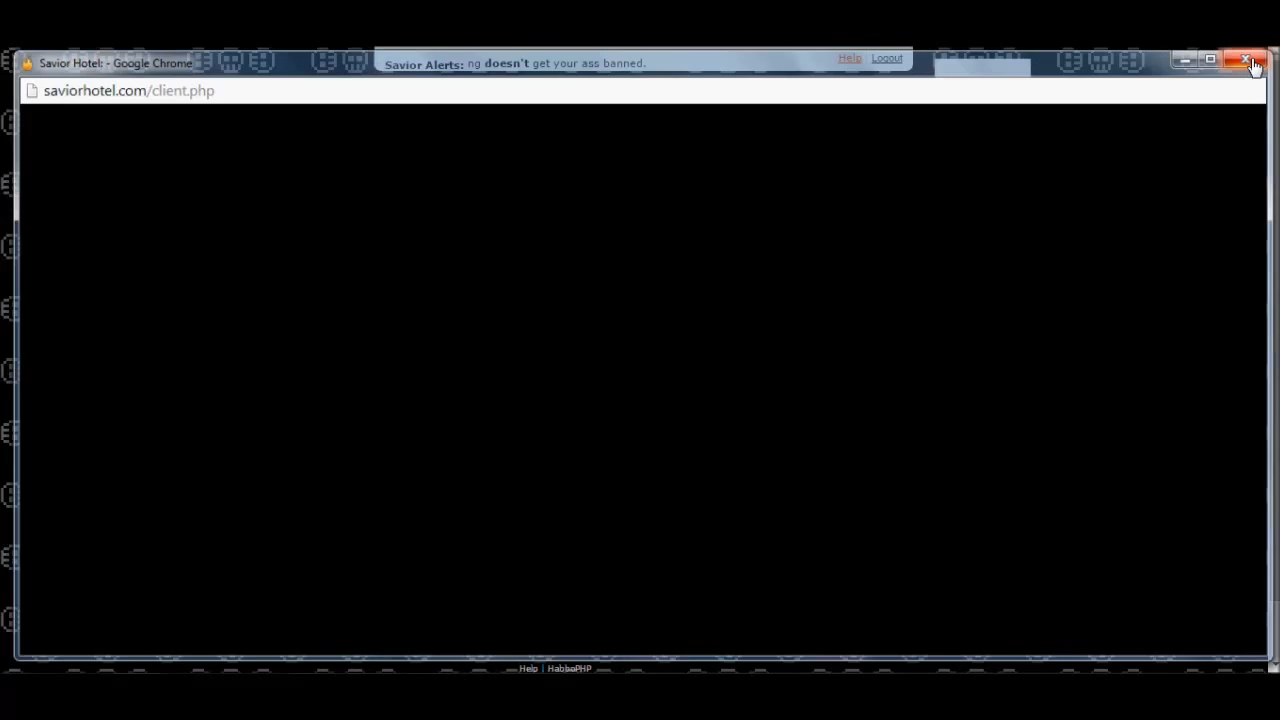 Savior Hotel: - Google Chrome
Savior Alerts: ng doesn't get your ass banned.
Help Logout
saviorhotel.com/client.php
Help | HabboPHP